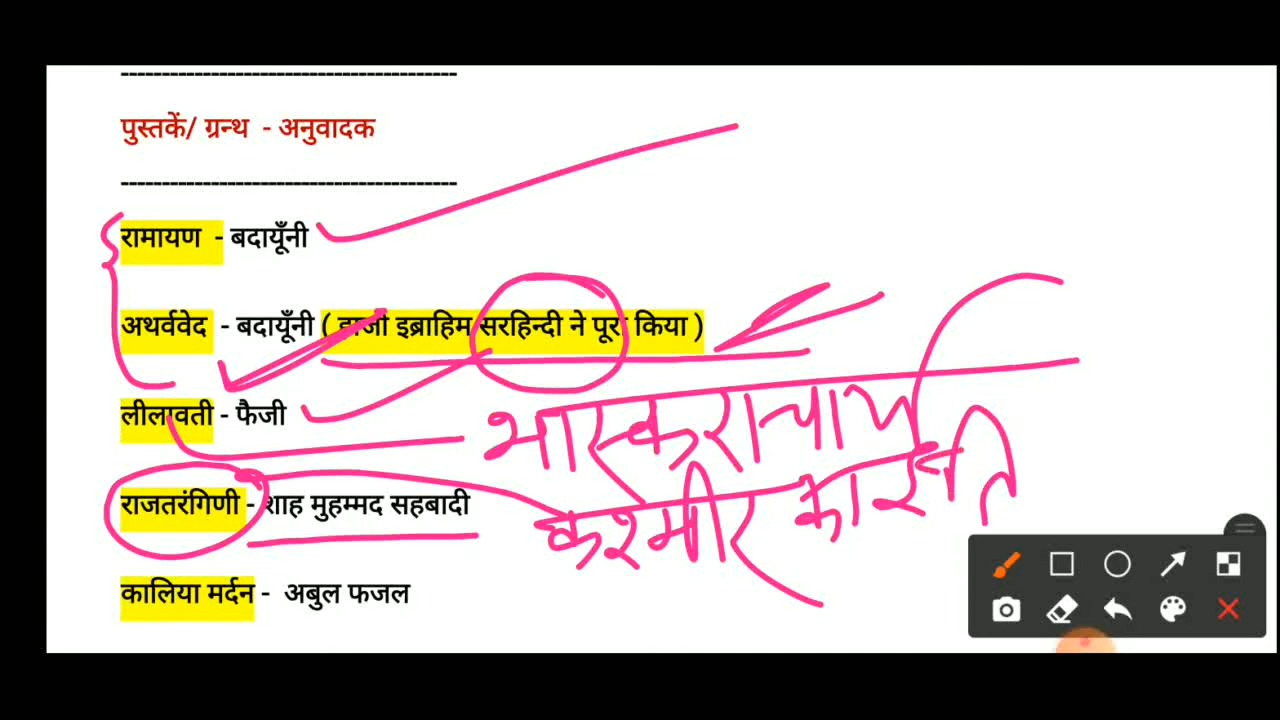 -----------------------------------------
पुस्तकें/ ग्रन्थ - अनुवादक
-----------------------------------------
रामायण - बदायूँनी
अथर्ववेद - बदायूँनी ( हाजी इब्राहिम सरहिन्दी ने पूरा किया )
लीलावती - फैजी
भास्कराचार्य
राजतरंगिणी - शाह मुहम्मद सहबादी
कश्मीर का
कालिया मर्दन - अबुल फजल